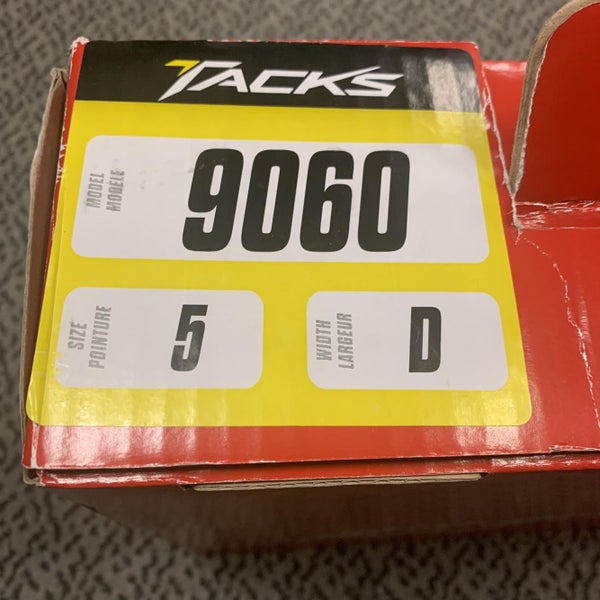 TACKS
MODEL
MODÈLE
9060
SIZE
POINTURE
5
WIDTH
LARGEUR
D